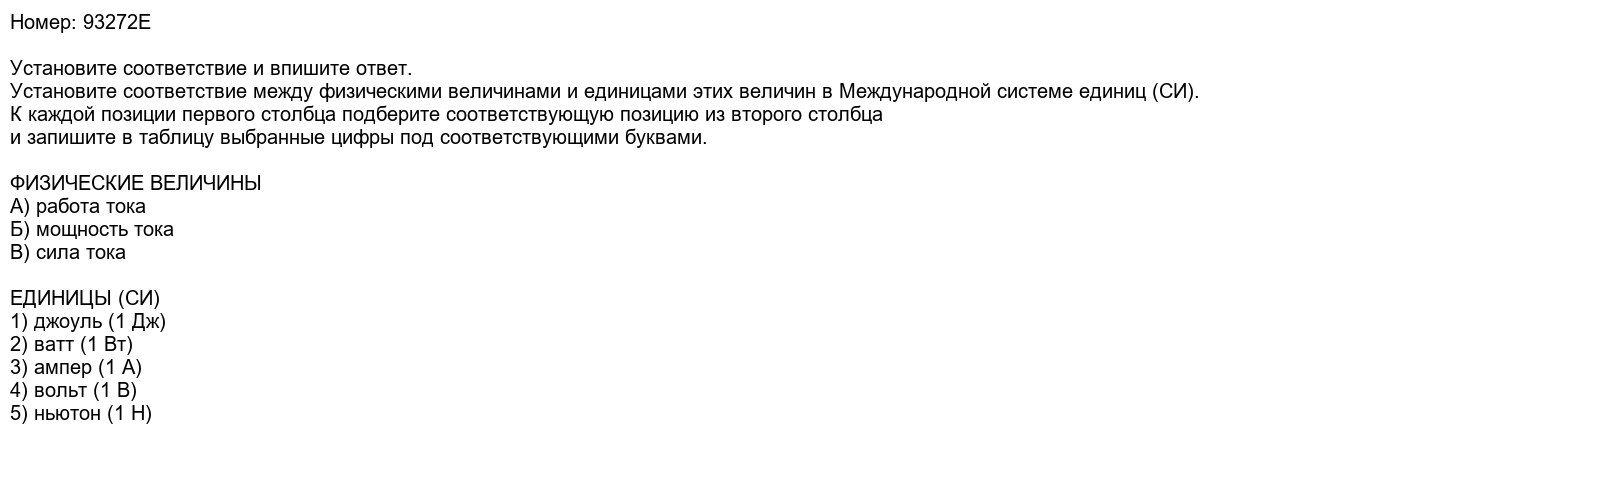 Номер: 93272E
Установите соответствие и впишите ответ.
Установите соответствие между физическими величинами и единицами этих величин в Международной системе единиц (СИ).
К каждой позиции первого столбца подберите соответствующую позицию из второго столбца
и запишите в таблицу выбранные цифры под соответствующими буквами.
ФИЗИЧЕСКИЕ ВЕЛИЧИНЫ
А) работа тока
Б) мощность тока
В) сила тока
ЕДИНИЦЫ (СИ)
1) джоуль (1 Дж)
2) ватт (1 Вт)
3) ампер (1 А)
4) вольт (1 В)
5) ньютон (1 Н)